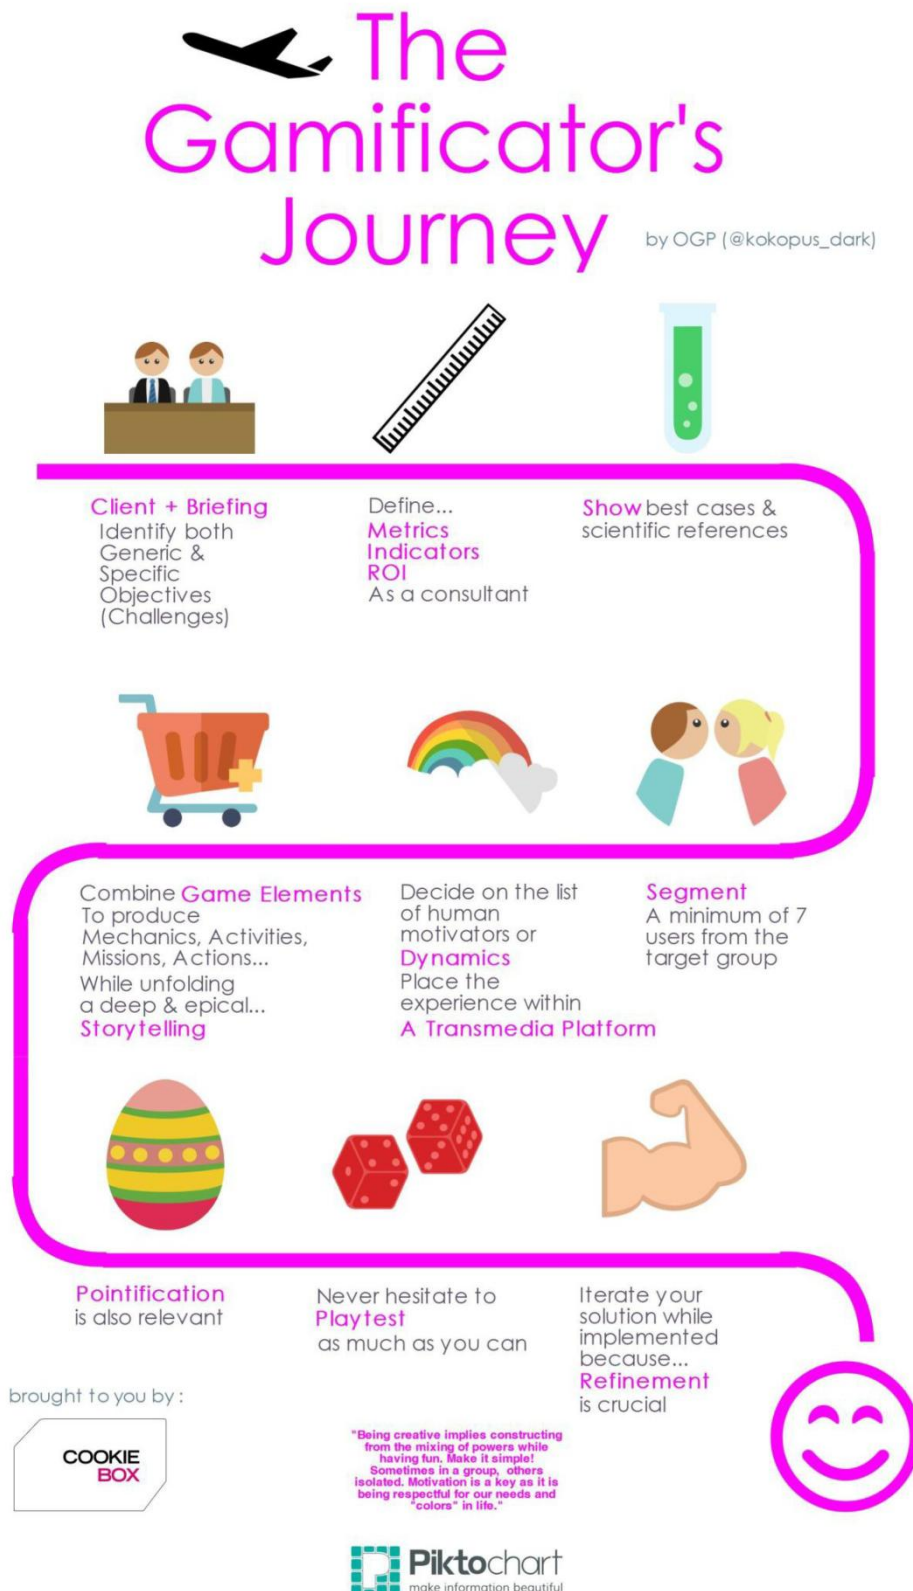 The
Gamificator's
Journey
by OGP (@kokopus_dark)
Client + Briefing
Identify both
Generic &
Specific
Objectives
(Challenges)
Define...
Metrics
Indicators
ROI
As a consultant
Show best cases &
scientific references
Segment
A minimum of 7
users from the
target group
Decide on the list
of human
motivators or
Dynamics
Place the
experience within
A Transmedia Platform
Combine Game Elements
To produce
Mechanics, Activities,
Missions, Actions...
While unfolding
a deep & epical...
Storytelling
Pointification
is also relevant
Never hesitate to
Playtest
as much as you can
Iterate your
solution while
implemented
because...
Refinement
is crucial
brought to you by :
COOKIE
BOX
"Being creative implies constructing
from the mixing of powers while
having fun. Make it simple!
Sometimes in a group, others
isolated. Motivation is a key as it is
being respectful for our needs and
"colors" in life."
Piktochart
make information beautiful